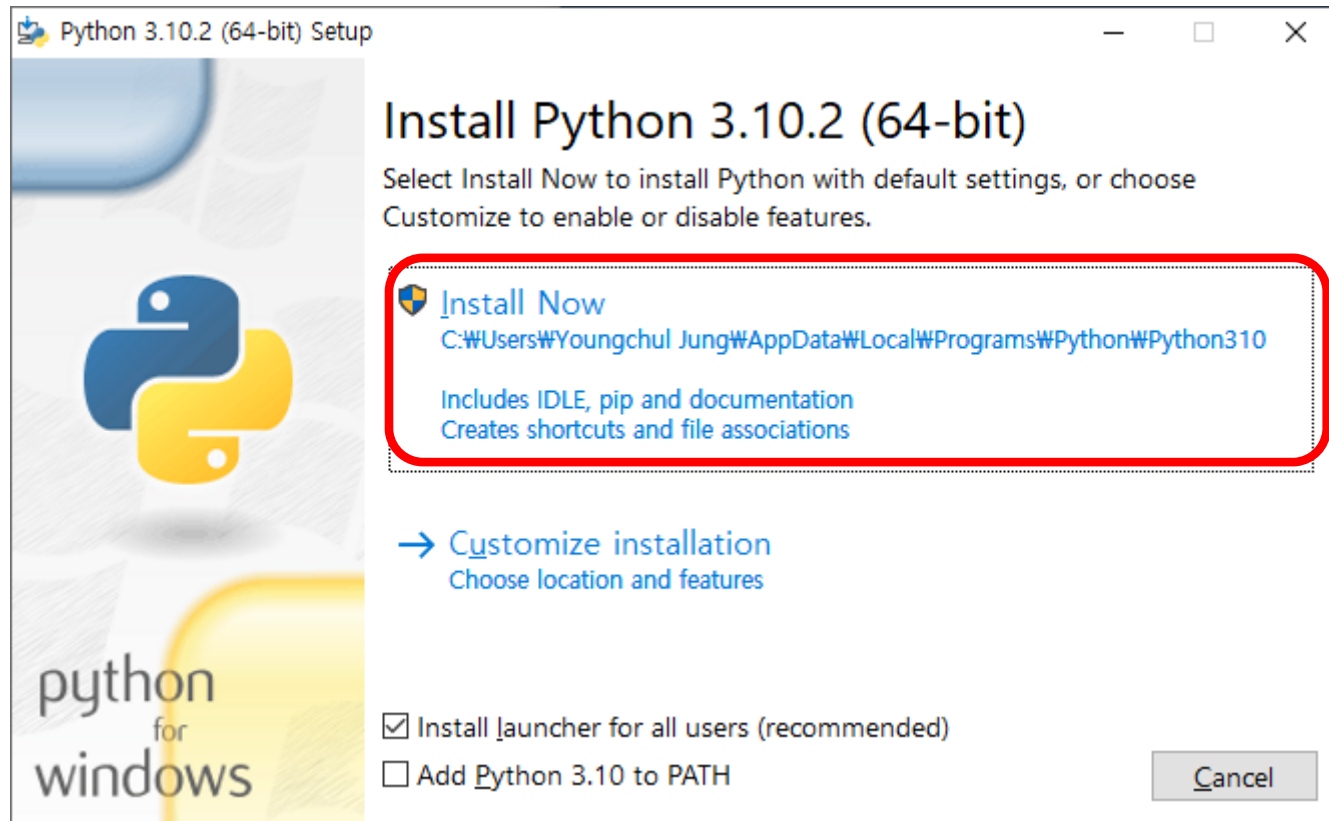 Python 3.10.2 (64-bit) Setup
Install Python 3.10.2 (64-bit)
Select Install Now to install Python with default settings, or choose
Customize to enable or disable features.
Install Now
C:₩Users₩Youngchul Jung₩AppData₩Local₩Programs₩Python₩Python310
Includes IDLE, pip and documentation
Creates shortcuts and file associations
Customize installation
Choose location and features
python
for
windows
Install launcher for all users (recommended)
Add Python 3.10 to PATH
Cancel